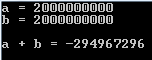 a = 2000000000
b = 2000000000
a + b = -294967296